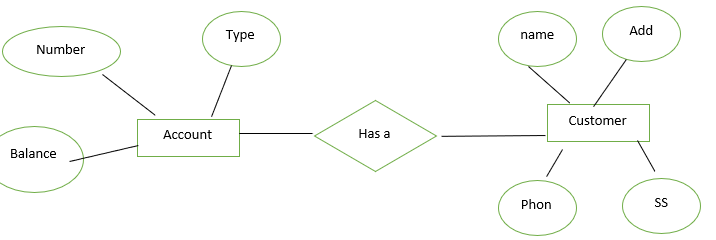 Number
Type
name
Add
Account
Has a
Customer
Balance
Phon
SS